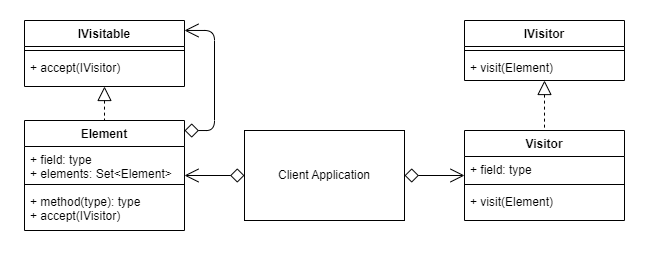 IVisitable
+ accept(IVisitor)
Element
+ field: type
+ elements: Set<Element>
+ method(type): type
+ accept(IVisitor)
Client Application
IVisitor
+ visit(Element)
Visitor
+ field: type
+ visit(Element)